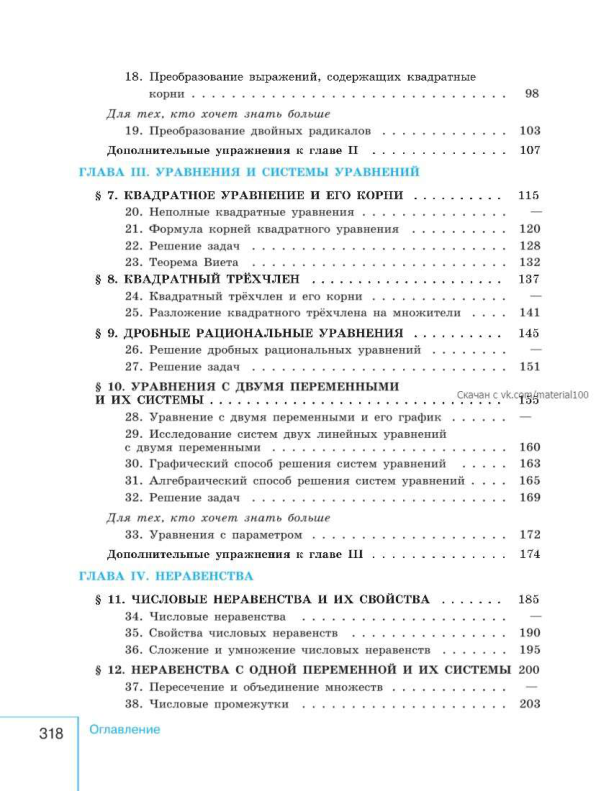 18. Преобразование выражений, содержащих квадратные
корни . . . . . . . . . . . . . . . . . . . . . . . . . . . . . . . . 98
Для тех, кто хочет знать больше
19. Преобразование двойных радикалов . . . . . . . . . . . . . 103
Дополнительные упражнения к главе II . . . . . . . . . . . . . . 107
ГЛАВА III. УРАВНЕНИЯ И СИСТЕМЫ УРАВНЕНИЙ
§ 7. КВАДРАТНОЕ УРАВНЕНИЕ И ЕГО КОРНИ . . . . . . . . . . 115
20. Неполные квадратные уравнения . . . . . . . . . . . . . . . —
21. Формула корней квадратного уравнения . . . . . . . . . . . 120
22. Решение задач . . . . . . . . . . . . . . . . . . . . . . . . . . 128
23. Теорема Виета . . . . . . . . . . . . . . . . . . . . . . . . . . 132
§ 8. КВАДРАТНЫЙ ТРЁХЧЛЕН . . . . . . . . . . . . . . . . . . . . 137
24. Квадратный трёхчлен и его корни . . . . . . . . . . . . . . —
25. Разложение квадратного трёхчлена на множители . . . . 141
§ 9. ДРОБНЫЕ РАЦИОНАЛЬНЫЕ УРАВНЕНИЯ . . . . . . . . . . 145
26. Решение дробных рациональных уравнений . . . . . . . . —
27. Решение задач . . . . . . . . . . . . . . . . . . . . . . . . . . 151
§ 10. УРАВНЕНИЯ С ДВУМЯ ПЕРЕМЕННЫМИ
И ИХ СИСТЕМЫ . . . . . . . . . . . . . . . . . . . . . . . . . . . . . 155
Скачан с vk.com/material100
28. Уравнение с двумя переменными и его график . . . . . . —
29. Исследование систем двух линейных уравнений
с двумя переменными . . . . . . . . . . . . . . . . . . . . . . . . 160
30. Графический способ решения систем уравнений . . . . . 163
31. Алгебраический способ решения систем уравнений . . . . 165
32. Решение задач . . . . . . . . . . . . . . . . . . . . . . . . . . 169
Для тех, кто хочет знать больше
33. Уравнения с параметром . . . . . . . . . . . . . . . . . . . . 172
Дополнительные упражнения к главе III . . . . . . . . . . . . . . 174
ГЛАВА IV. НЕРАВЕНСТВА
§ 11. ЧИСЛОВЫЕ НЕРАВЕНСТВА И ИХ СВОЙСТВА . . . . . . . 185
34. Числовые неравенства . . . . . . . . . . . . . . . . . . . . . —
35. Свойства числовых неравенств . . . . . . . . . . . . . . . . 190
36. Сложение и умножение числовых неравенств . . . . . . . 195
§ 12. НЕРАВЕНСТВА С ОДНОЙ ПЕРЕМЕННОЙ И ИХ СИСТЕМЫ 200
37. Пересечение и объединение множеств . . . . . . . . . . . . —
38. Числовые промежутки . . . . . . . . . . . . . . . . . . . . . 203
318 Оглавление